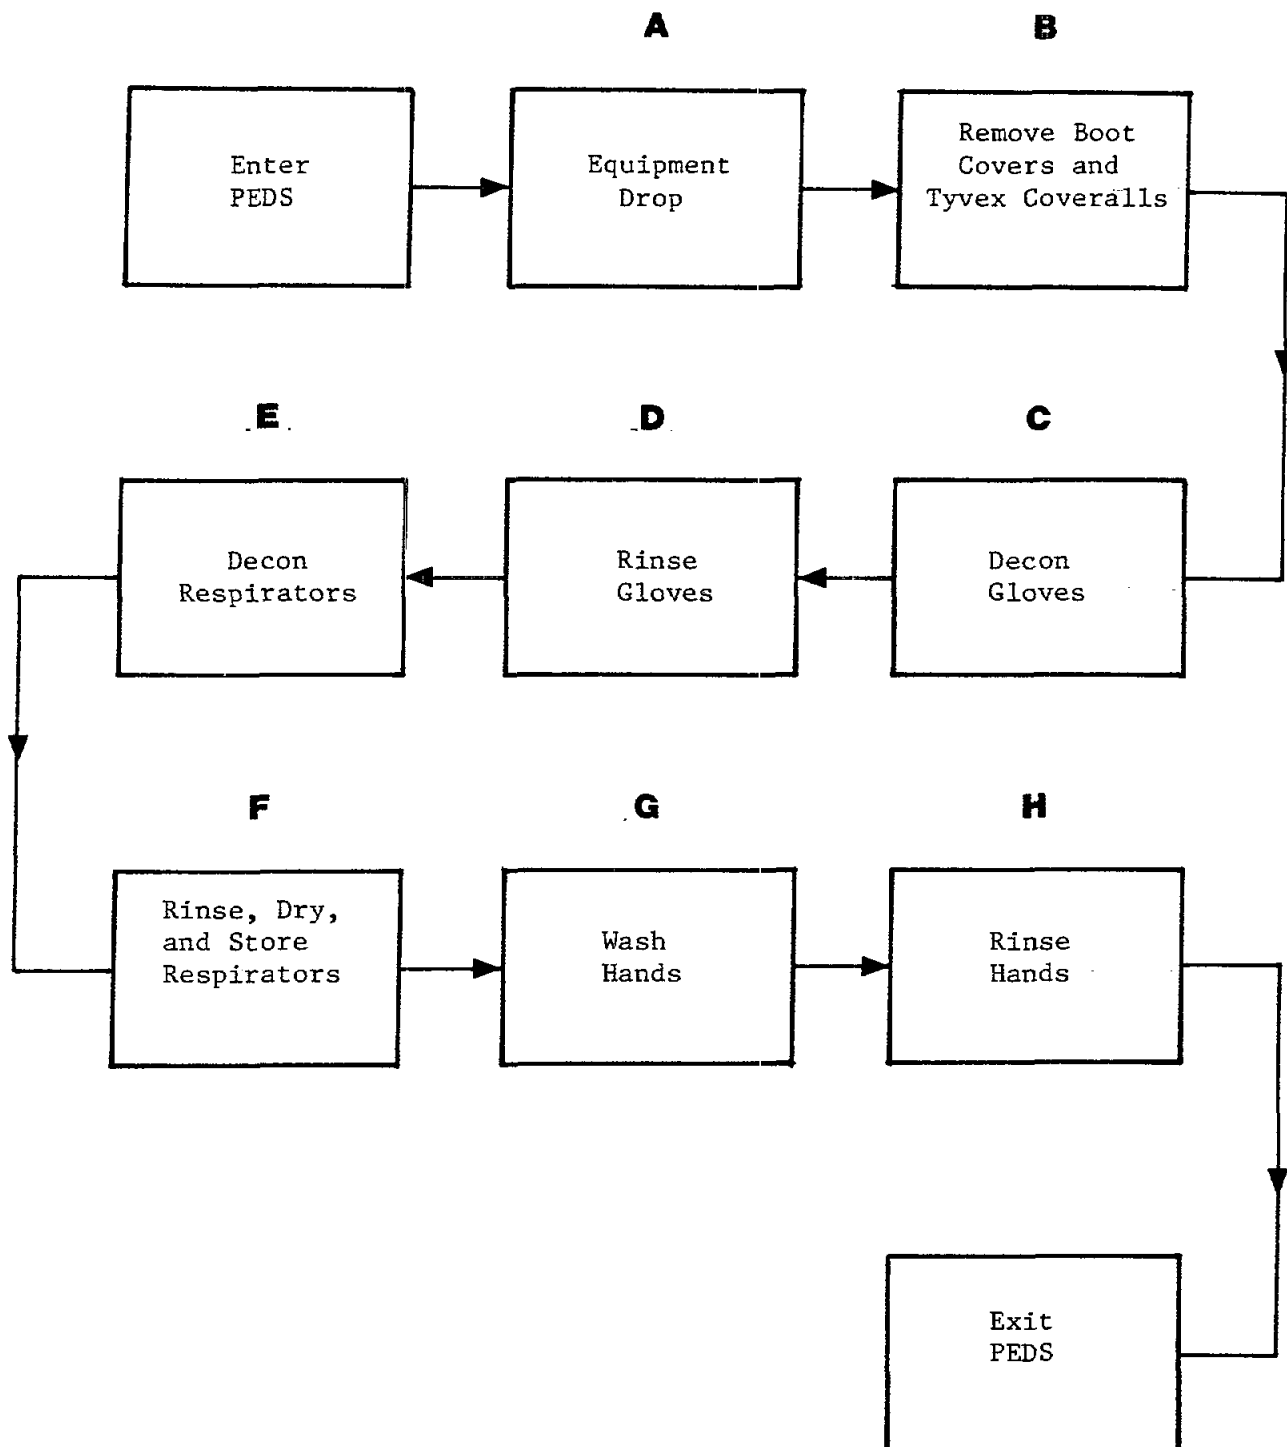 A
B
Enter
PEDS
Equipment
Drop
Remove Boot
Covers and
Tyvex Coveralls
E
D
C
Decon
Respirators
Rinse
Gloves
Decon
Gloves
F
G
H
Rinse, Dry,
and Store
Respirators
Wash
Hands
Rinse
Hands
Exit
PEDS